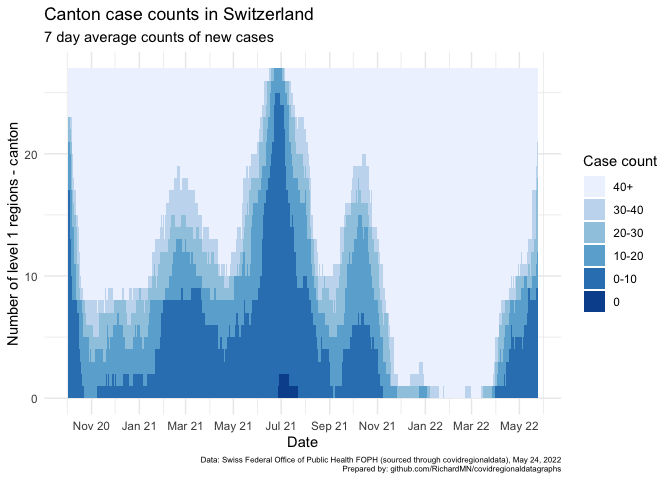 Canton case counts in Switzerland
7 day average counts of new cases
Number of level 1 regions - canton
20
10
0
Nov 20 Jan 21 Mar 21 May 21 Jul 21 Sep 21 Nov 21 Jan 22 Mar 22 May 22
Date
Case count
40+
30-40
20-30
10-20
0-10
0
Data: Swiss Federal Office of Public Health FOPH (sourced through covidregionaldata), May 24, 2022
Prepared by: github.com/RichardMN/covidregionaldatagraphs